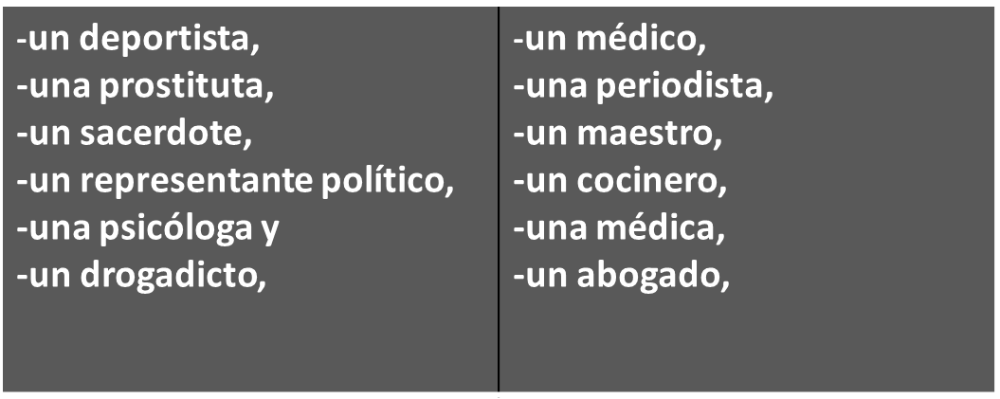 -un deportista,
-una prostituta,
-un sacerdote,
-un representante político,
-una psicóloga y
-un drogadicto,
-un médico,
-una periodista,
-un maestro,
-un cocinero,
-una médica,
-un abogado,